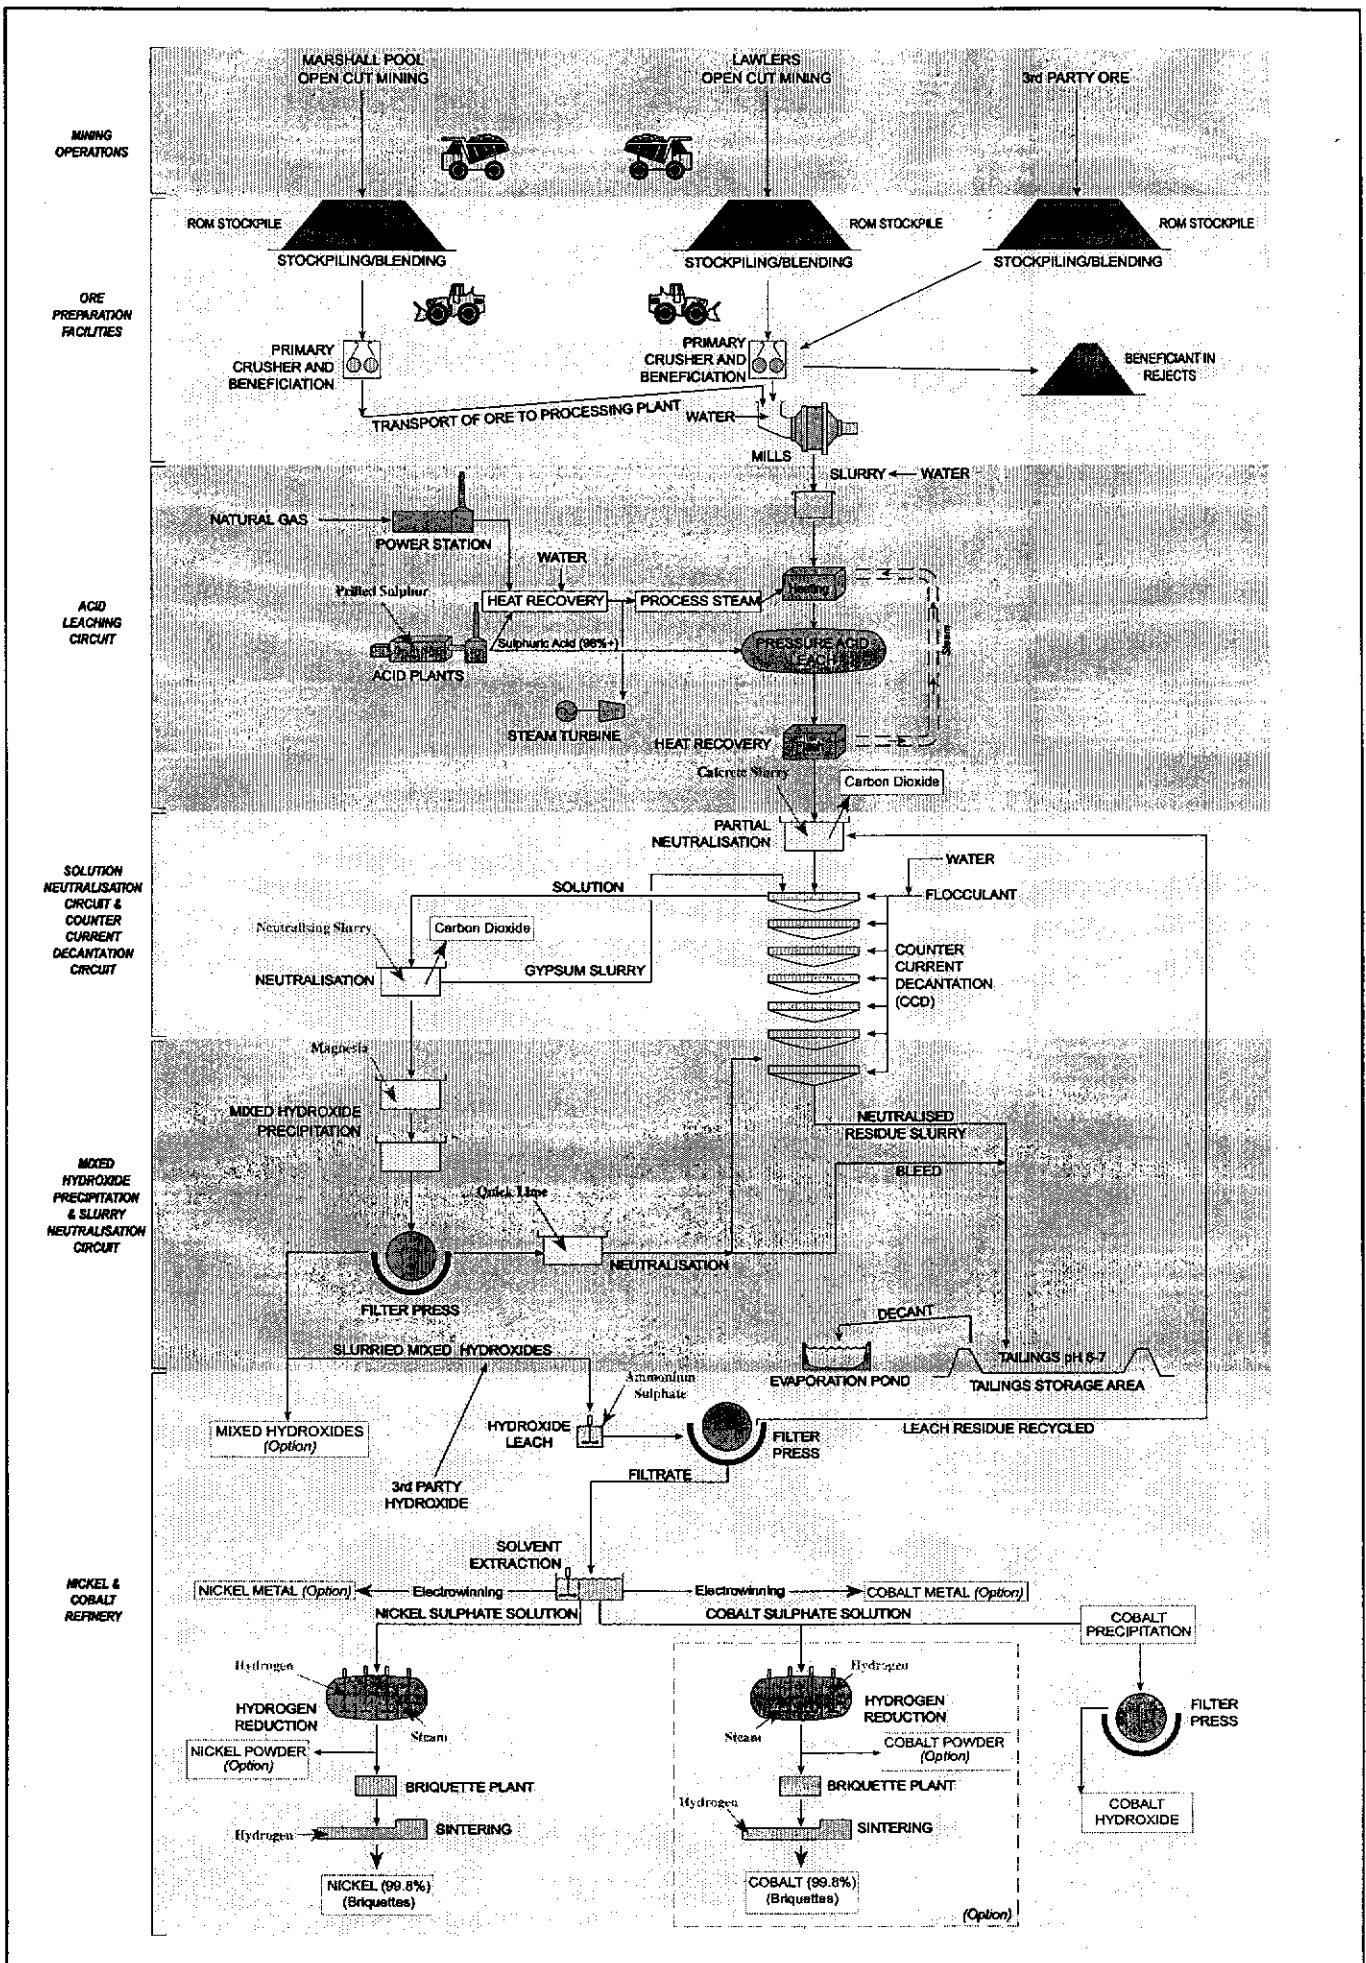 MARSHALL POOL
OPEN CUT MINING
LAWLERS
OPEN CUT MINING
3rd PARTY ORE
MINING
OPERATIONS
ROM STOCKPILE
ROM STOCKPILE
ROM STOCKPILE
STOCKPILING/BLENDING
STOCKPILING/BLENDING
STOCKPILING/BLENDING
ORE
PREPARATION
FACILITIES
PRIMARY
CRUSHER AND
BENEFICIATION
PRIMARY
CRUSHER AND
BENEFICIATION
BENEFICIANT IN
REJECTS
TRANSPORT OF ORE TO PROCESSING PLANT
WATER
MILLS
SLURRY
WATER
NATURAL GAS
POWER STATION
WATER
Prilled Sulphur
HEAT RECOVERY
PROCESS STEAM
Heating
ACID
LEACHING
CIRCUIT
Sulphuric Acid (98%+)
PRESSURE ACID
LEACH
Steam
ACID PLANTS
STEAM TURBINE
HEAT RECOVERY
Calcrete Slurry
Carbon Dioxide
PARTIAL
NEUTRALISATION
WATER
SOLUTION
NEUTRALISATION
CIRCUIT &
COUNTER
CURRENT
DECANTATION
CIRCUIT
SOLUTION
FLOCCULANT
Neutralising Slurry
Carbon Dioxide
COUNTER
CURRENT
DECANTATION
(CCD)
NEUTRALISATION
GYPSUM SLURRY
Magnesia
MIXED HYDROXIDE
PRECIPITATION
NEUTRALISED
RESIDUE SLURRY
BLEED
MIXED
HYDROXIDE
PRECIPITATION
& SLURRY
NEUTRALISATION
CIRCUIT
Quick Lime
NEUTRALISATION
FILTER PRESS
DECANT
SLURRIED MIXED HYDROXIDES
TAILINGS pH 6-7
EVAPORATION POND
TAILINGS STORAGE AREA
Ammonium
Sulphate
MIXED HYDROXIDES
(Option)
HYDROXIDE
LEACH
FILTER
PRESS
LEACH RESIDUE RECYCLED
3rd PARTY
HYDROXIDE
FILTRATE
SOLVENT
EXTRACTION
NICKEL &
COBALT
REFINERY
NICKEL METAL (Option)
Electrowinning
Electrowinning
COBALT METAL (Option)
NICKEL SULPHATE SOLUTION
COBALT SULPHATE SOLUTION
COBALT
PRECIPITATION
Hydrogen
Hydrogen
HYDROGEN
REDUCTION
Steam
Steam
HYDROGEN
REDUCTION
FILTER
PRESS
NICKEL POWDER
(Option)
COBALT POWDER
(Option)
BRIQUETTE PLANT
BRIQUETTE PLANT
Hydrogen
COBALT
HYDROXIDE
Hydrogen
SINTERING
SINTERING
NICKEL (99.8%)
(Briquettes)
COBALT (99.8%)
(Briquettes)
(Option)